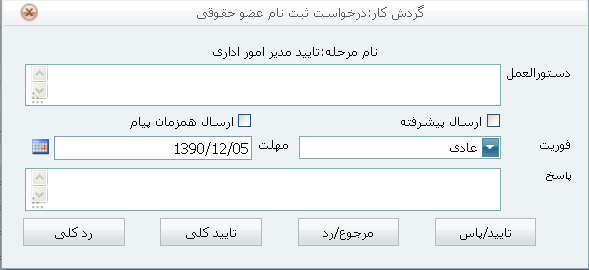 گردش کار:درخواست ثبت نام عضو حقوقی
نام مرحله:تایید مدیر امور اداری
دستورالعمل
ارسال پیشرفته ارسال همزمان پیام
فوریت عادی مهلت 1390/12/05
پاسخ
تایید/پاس مرجوع/رد تایید کلی رد کلی